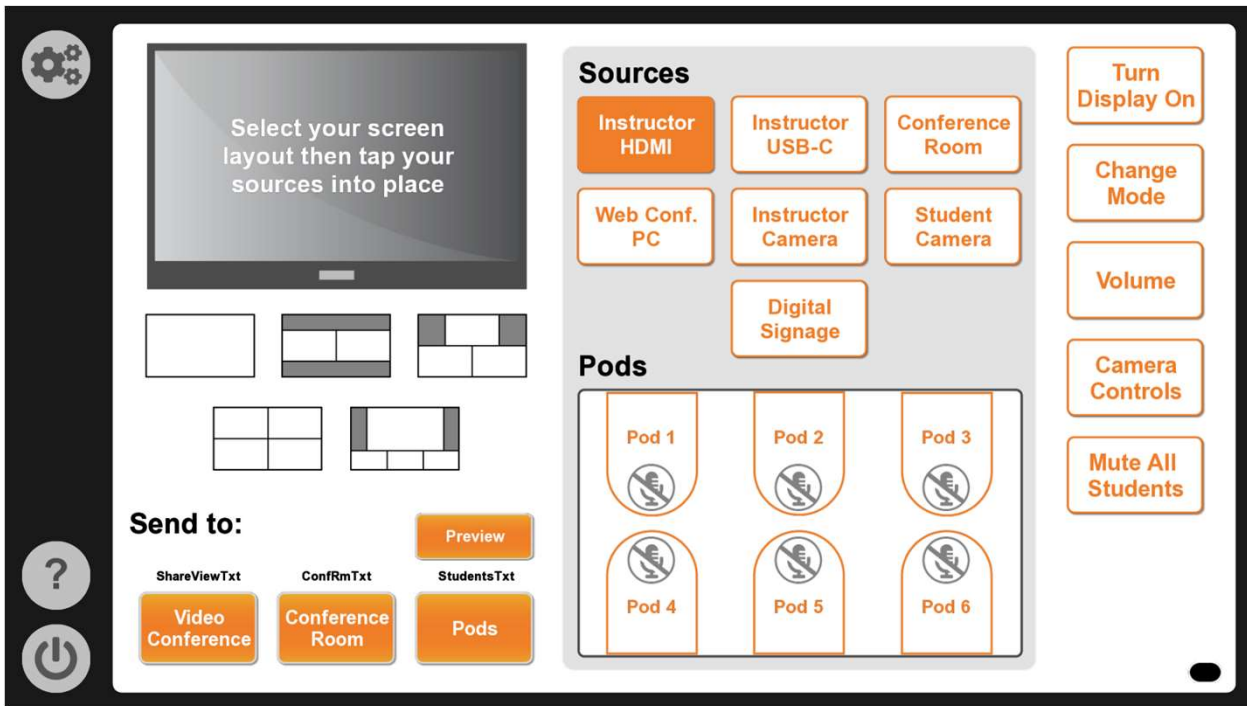 Select your screen
layout then tap your
sources into place
Send to:
Preview
ShareViewTxt
ConfRmTxt
StudentsTxt
Video
Conference
Conference
Room
Pods
Sources
Instructor
HDMI
Instructor
USB-C
Conference
Room
Web Conf.
PC
Instructor
Camera
Student
Camera
Digital
Signage
Pods
Pod 1
Pod 2
Pod 3
Pod 4
Pod 5
Pod 6
Turn
Display On
Change
Mode
Volume
Camera
Controls
Mute All
Students
?